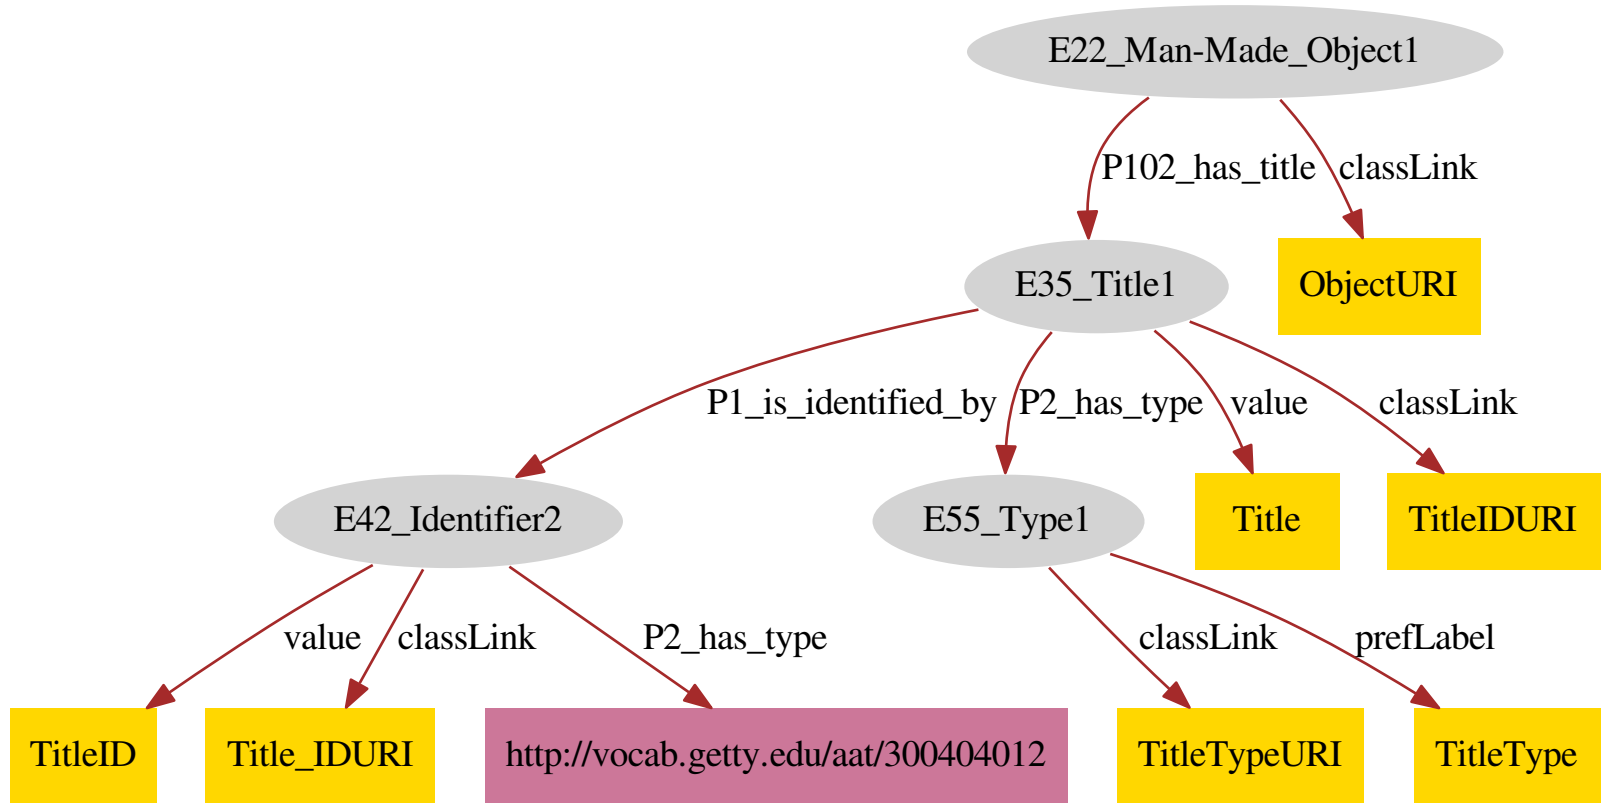 E22_Man-Made_Object1
P102_has_title
classLink
E35_Title1
ObjectURI
P1_is_identified_by
P2_has_type
value
classLink
E42_Identifier2
E55_Type1
Title
TitleIDURI
value
classLink
P2_has_type
classLink
prefLabel
TitleID
Title_IDURI
http://vocab.getty.edu/aat/300404012
TitleTypeURI
TitleType